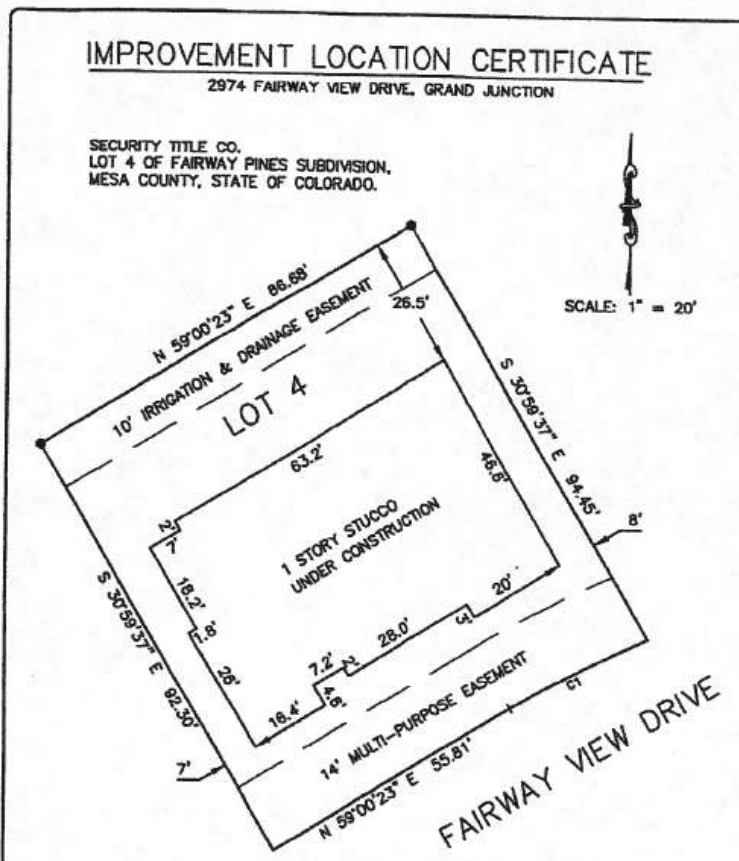 IMPROVEMENT LOCATION CERTIFICATE
2974 FAIRWAY VIEW DRIVE, GRAND JUNCTION
SECURITY TITLE CO.
LOT 4 OF FAIRWAY PINES SUBDIVISION,
MESA COUNTY, STATE OF COLORADO.
SCALE: 1" = 20'
N 59°00'23" E 86.68'
10' IRRIGATION & DRAINAGE EASEMENT
26.5'
LOT 4
63.2'
S 30°59'37" E 94.45'
46.6'
8'
2'
7'
1 STORY STUCCO
UNDER CONSTRUCTION
18.2'
1.8'
26'
S 30°59'37" E 92.30'
20'
3'
28.0'
7.2'
2'
4.6'
16.4'
7'
14' MULTI-PURPOSE EASEMENT
C1
N 59°00'23" E 55.81'
FAIRWAY VIEW DRIVE